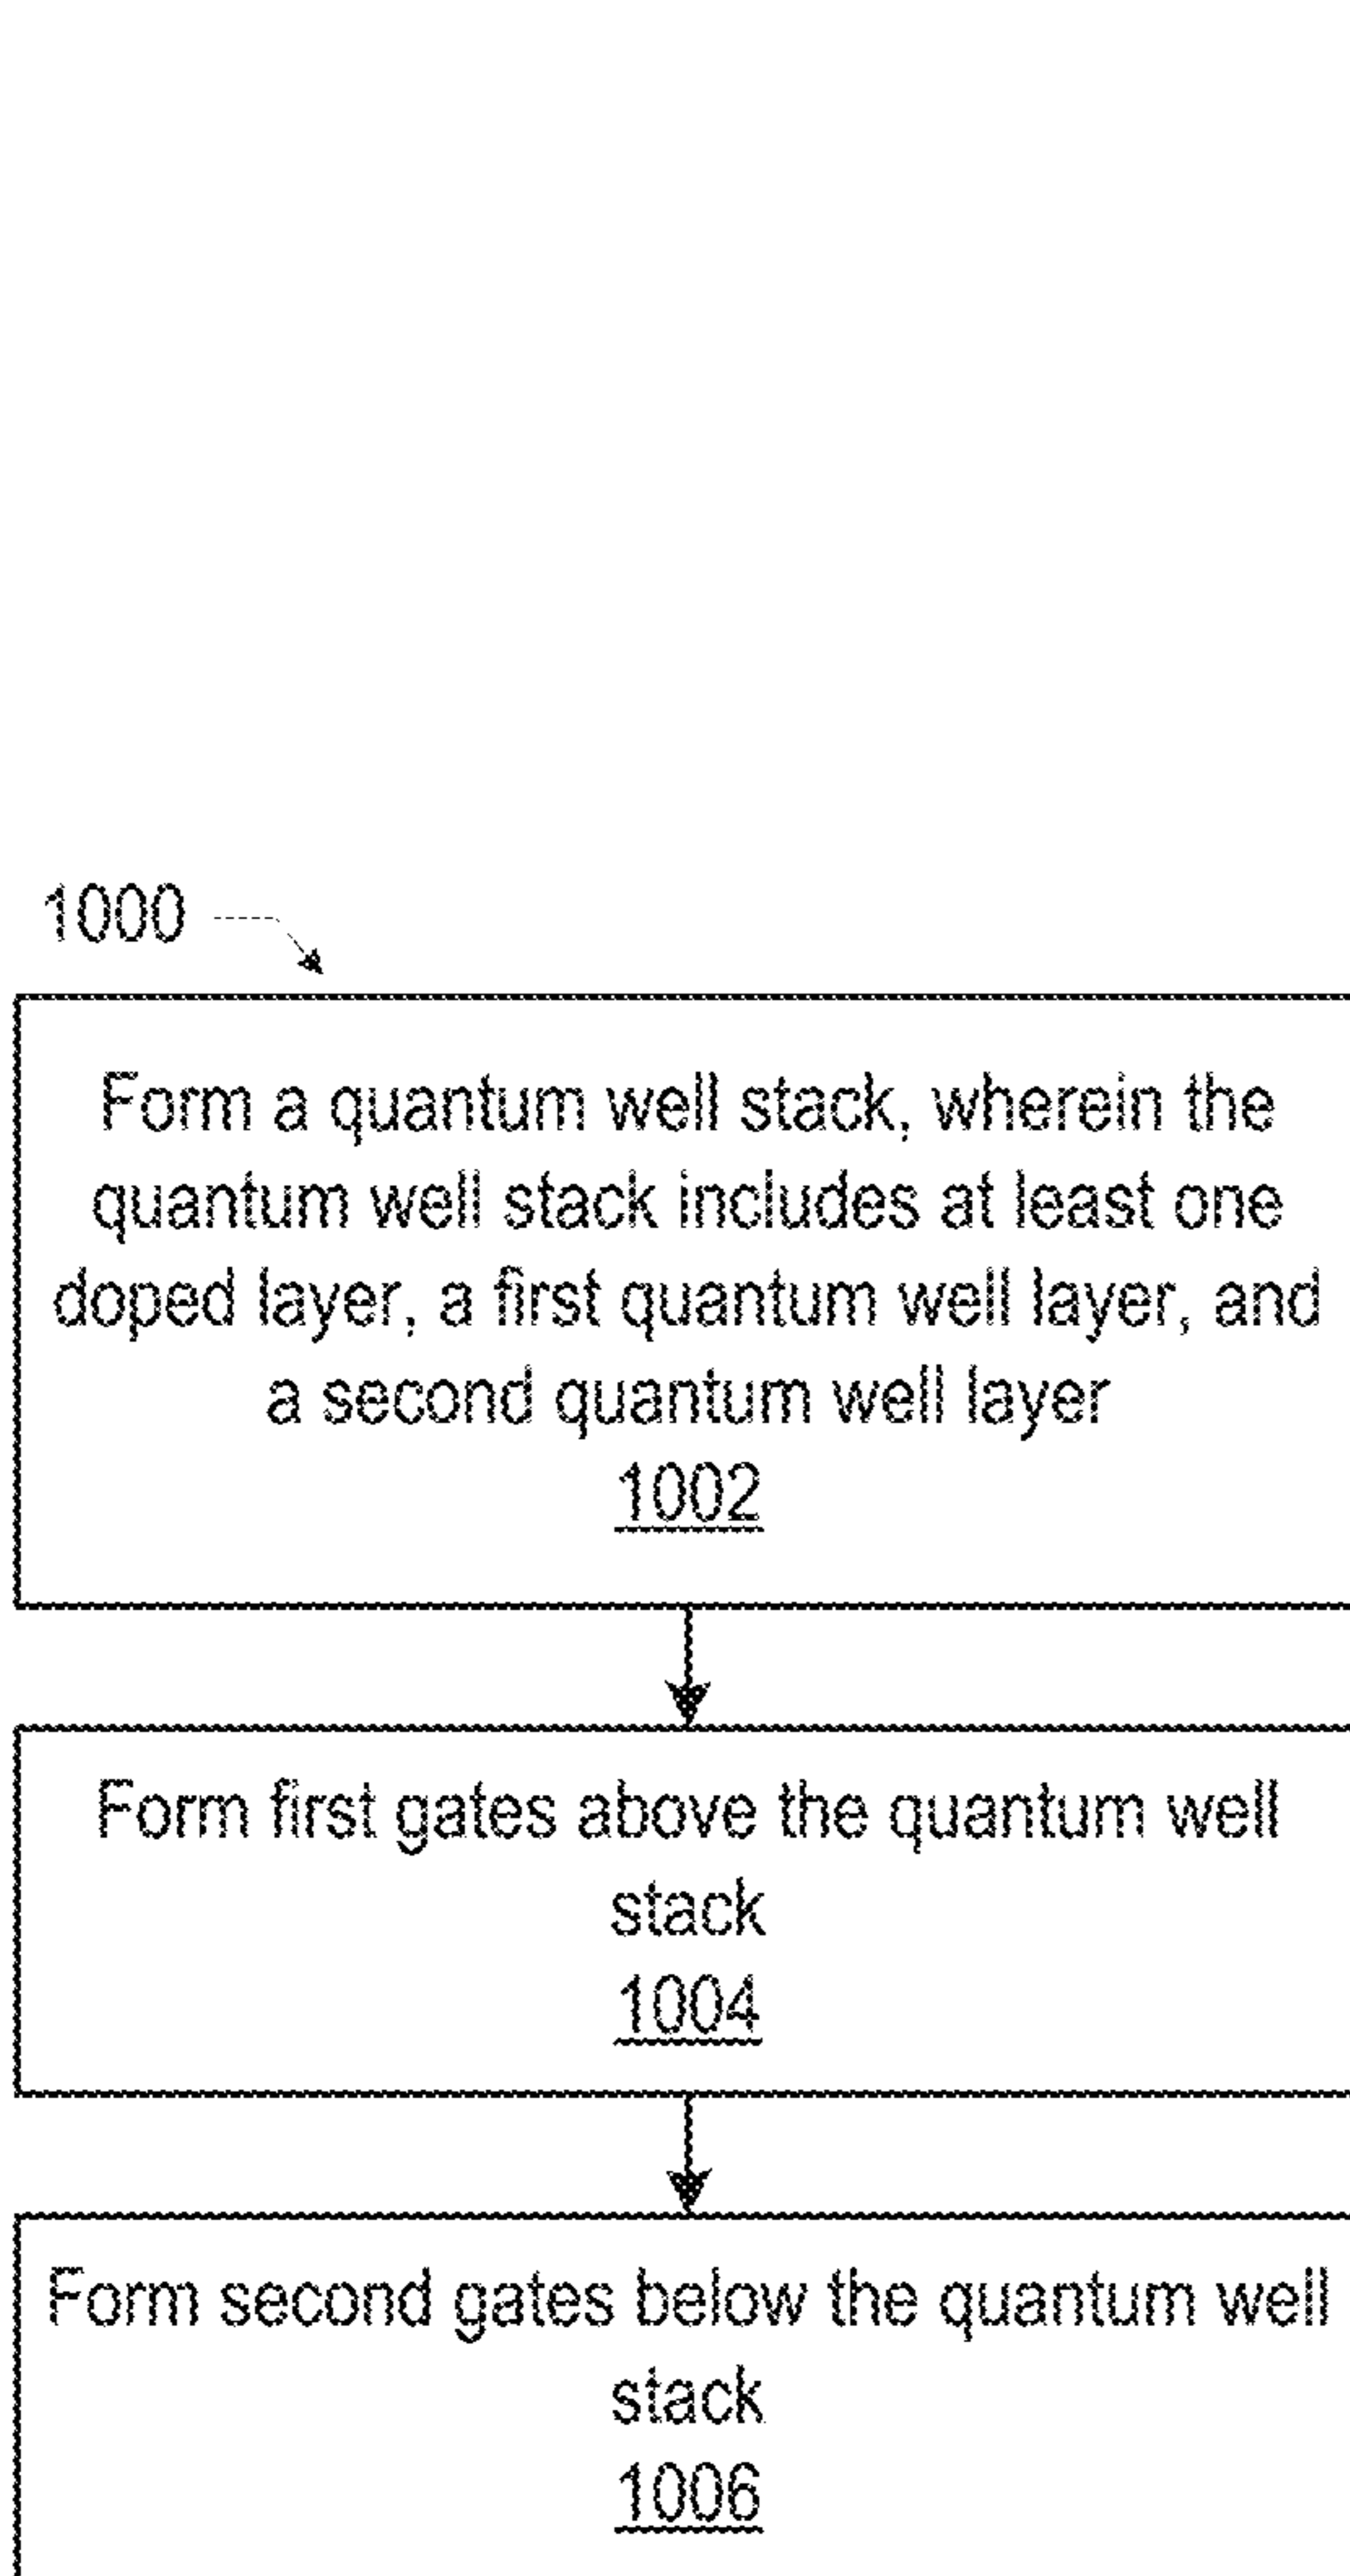 1000
Form a quantum well stack, wherein the
quantum well stack includes at least one
doped layer, a first quantum well layer, and
a second quantum well layer
1002
Form first gates above the quantum well
stack
1004
Form second gates below the quantum well
stack
1006